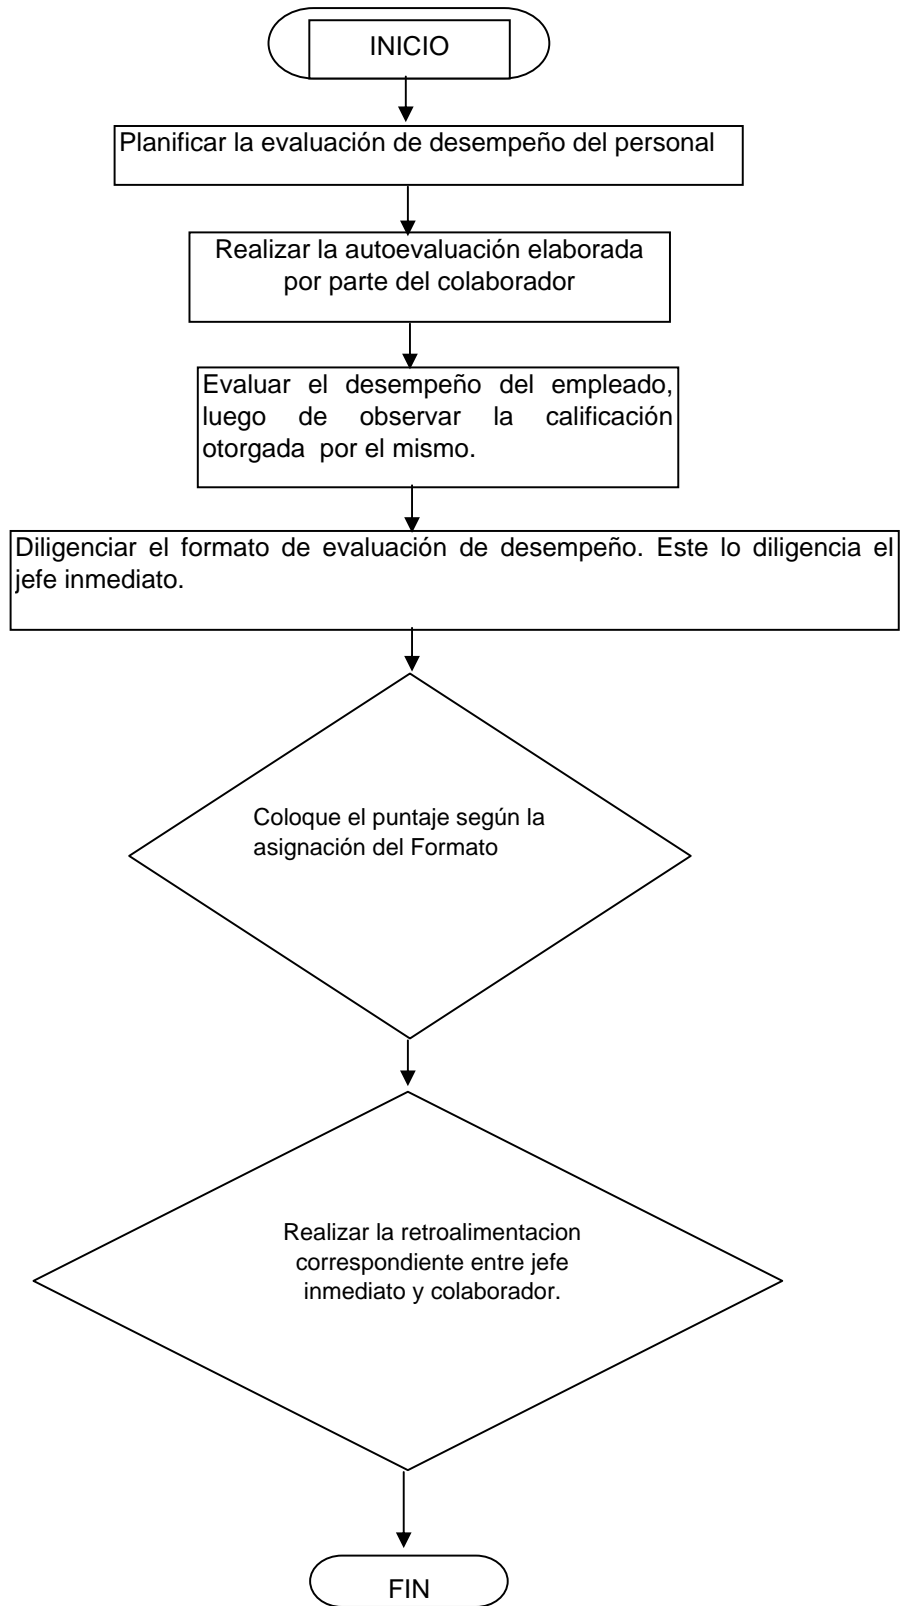 INICIO
Planificar la evaluación de desempeño del personal
Realizar la autoevaluación elaborada
por parte del colaborador
Evaluar el desempeño del empleado,
luego de observar la calificación
otorgada por el mismo.
Diligenciar el formato de evaluación de desempeño. Este lo diligencia el
jefe inmediato.
Coloque el puntaje según la
asignación del Formato
Realizar la retroalimentacion
correspondiente entre jefe
inmediato y colaborador.
FIN